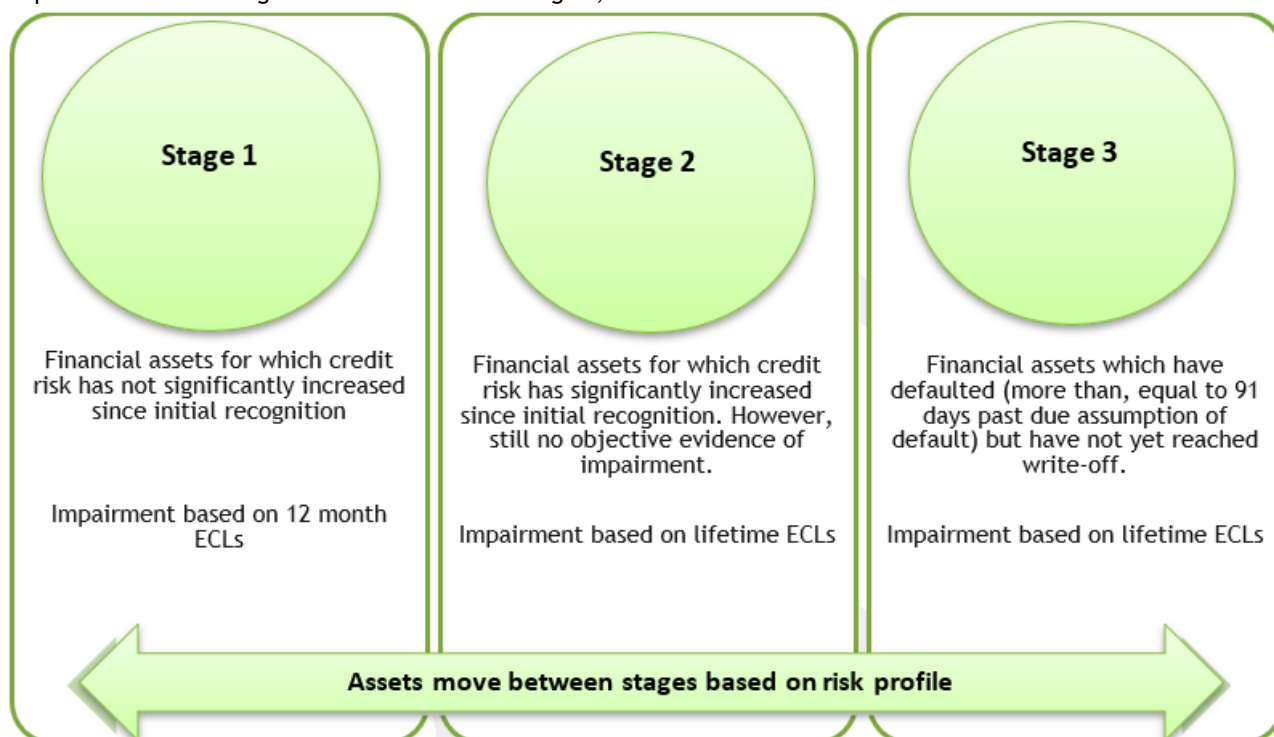 Stage 1
Financial assets for which credit
risk has not significantly increased
since initial recognition
Impairment based on 12 month
ECLs
Stage 2
Financial assets for which credit
risk has significantly increased
since initial recognition. However,
still no objective evidence of
impairment.
Impairment based on lifetime ECLs
Stage 3
Financial assets which have
defaulted (more than, equal to 91
days past due assumption of
default) but have not yet reached
write-off.
Impairment based on lifetime ECLs
Assets move between stages based on risk profile